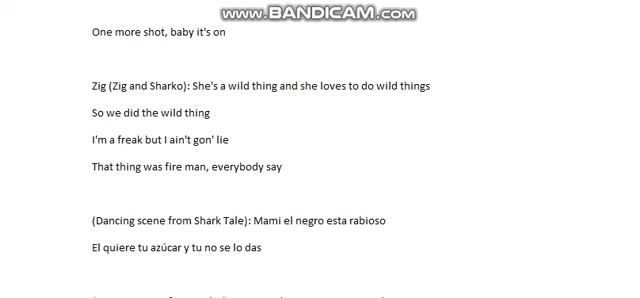 www.BANDICAM.com
One more shot, baby it's on
Zig (Zig and Sharko): She's a wild thing and she loves to do wild things
So we did the wild thing
I'm a freak but I ain't gon' lie
That thing was fire man, everybody say
(Dancing scene from Shark Tale): Mami el negro esta rabioso
El quiere tu azúcar y tu no se lo das